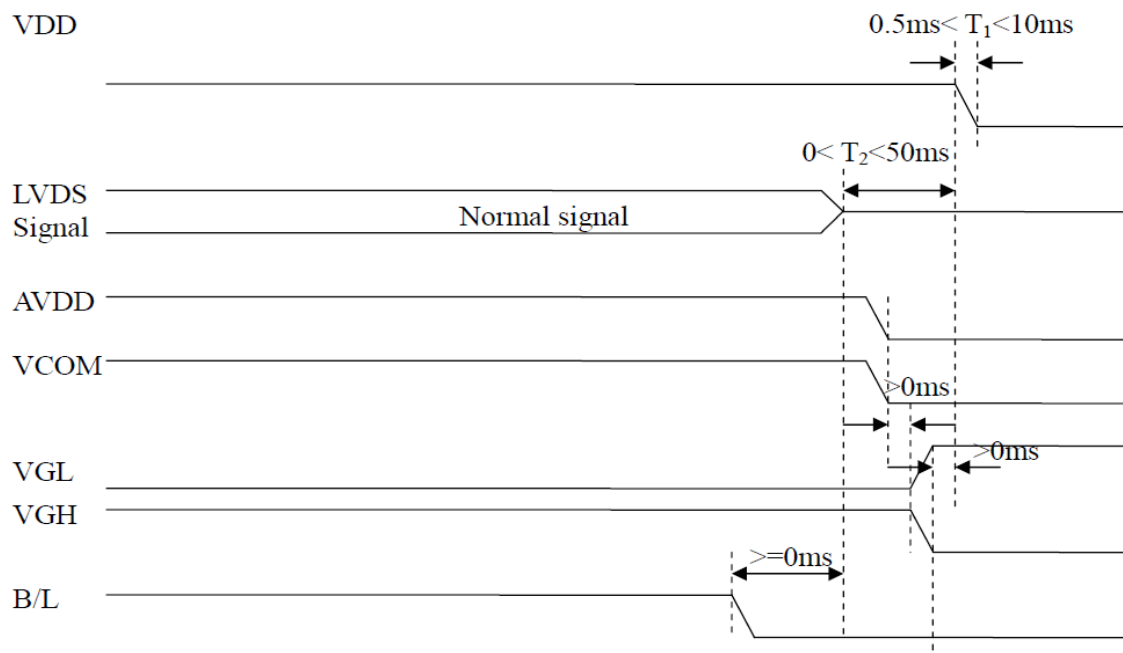 VDD
0.5ms< T₁<10ms
0< T₂<50ms
LVDS
Signal
Normal signal
AVDD
VCOM
>0ms
VGL
>0ms
VGH
>=0ms
B/L